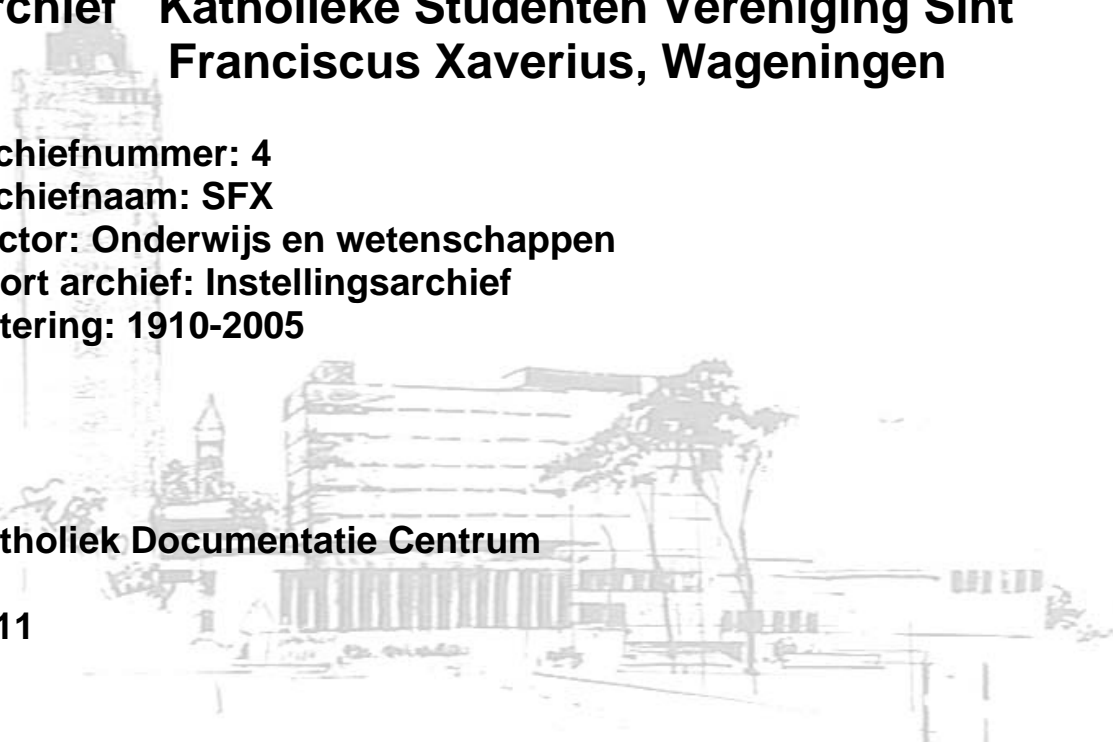 rchief Katholieke Studenten Vereniging Sint
Franciscus Xaverius, Wageningen
chiefnummer: 4
chiefnaam: SFX
ctor: Onderwijs en wetenschappen
ort archief: Instellingsarchief
tering: 1910-2005
tholiek Documentatie Centrum
11